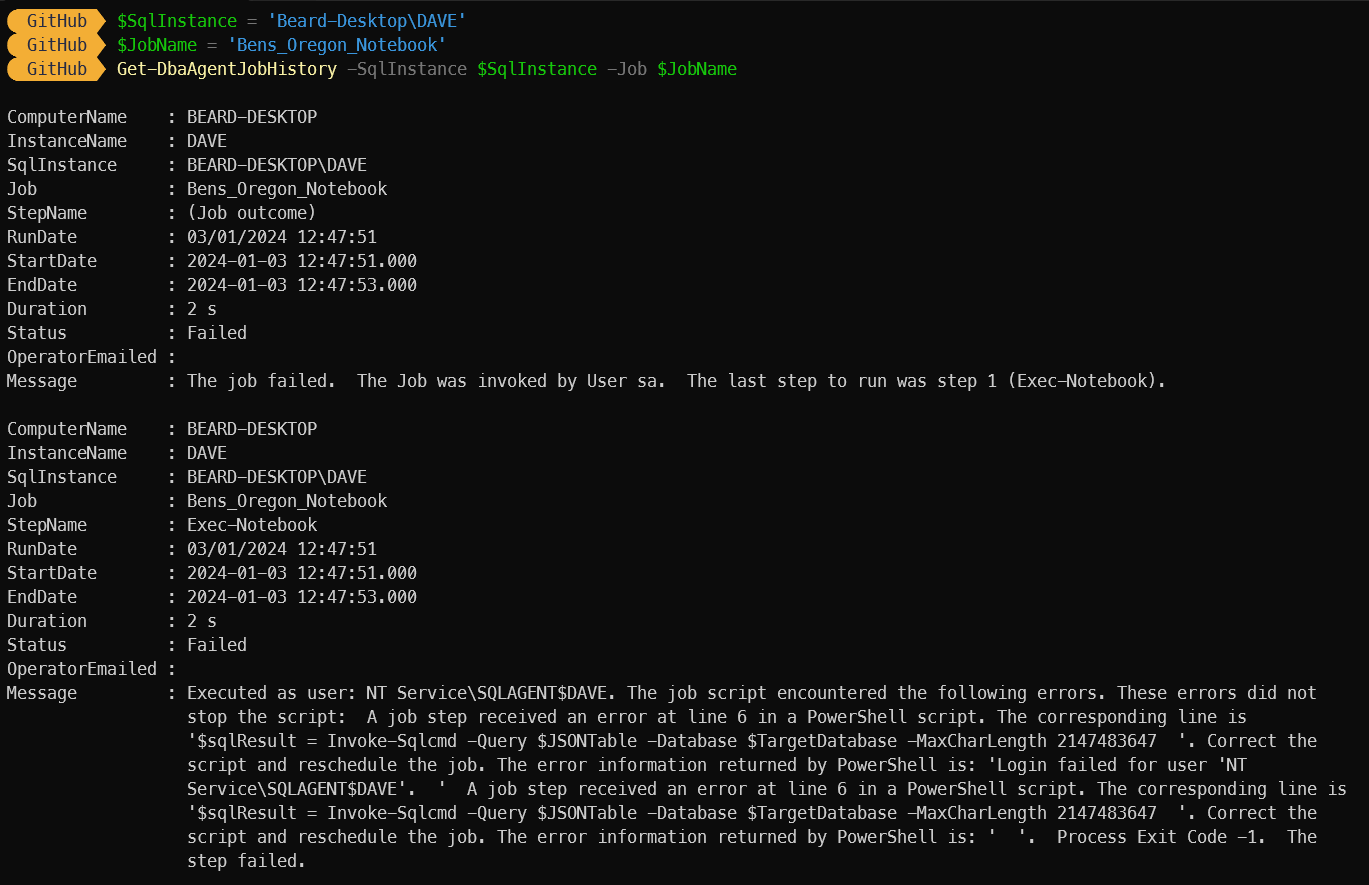 GitHub $SqlInstance = 'Beard-Desktop\DAVE'
GitHub $JobName = 'Bens_Oregon_Notebook'
GitHub Get-DbaAgentJobHistory -SqlInstance $SqlInstance -Job $JobName
ComputerName : BEARD-DESKTOP
InstanceName : DAVE
SqlInstance : BEARD-DESKTOP\DAVE
Job : Bens_Oregon_Notebook
StepName : (Job outcome)
RunDate : 03/01/2024 12:47:51
StartDate : 2024-01-03 12:47:51.000
EndDate : 2024-01-03 12:47:53.000
Duration : 2 s
Status : Failed
OperatorEmailed :
Message : The job failed.  The Job was invoked by User sa.  The last step to run was step 1 (Exec-Notebook).
ComputerName : BEARD-DESKTOP
InstanceName : DAVE
SqlInstance : BEARD-DESKTOP\DAVE
Job : Bens_Oregon_Notebook
StepName : Exec-Notebook
RunDate : 03/01/2024 12:47:51
StartDate : 2024-01-03 12:47:51.000
EndDate : 2024-01-03 12:47:53.000
Duration : 2 s
Status : Failed
OperatorEmailed :
Message : Executed as user: NT Service\SQLAGENT$DAVE. The job script encountered the following errors. These errors did not
stop the script:  A job step received an error at line 6 in a PowerShell script. The corresponding line is
'$sqlResult = Invoke-Sqlcmd -Query $JSONTable -Database $TargetDatabase -MaxCharLength 2147483647  '. Correct the
script and reschedule the job. The error information returned by PowerShell is: 'Login failed for user 'NT
Service\SQLAGENT$DAVE'.  '  A job step received an error at line 6 in a PowerShell script. The corresponding line is
'$sqlResult = Invoke-Sqlcmd -Query $JSONTable -Database $TargetDatabase -MaxCharLength 2147483647  '. Correct the
script and reschedule the job. The error information returned by PowerShell is: '  '.  Process Exit Code -1.  The
step failed.